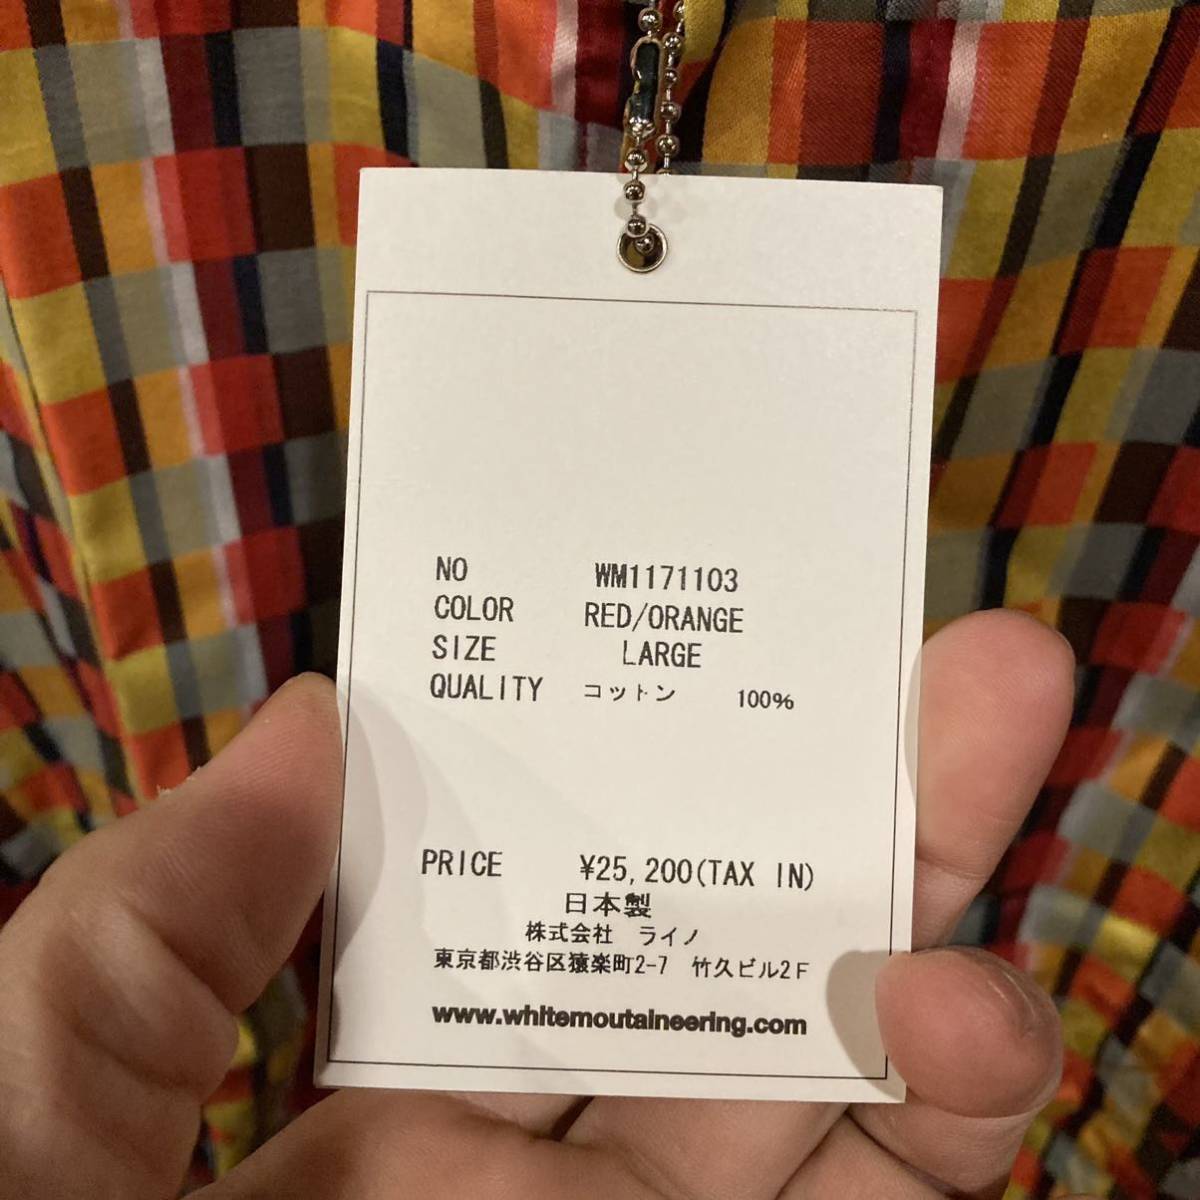 NO WM1171103
COLOR RED/ORANGE
SIZE LARGE
QUALITY コットン 100%
PRICE ¥25,200(TAX IN)
日本製
株式会社 ライノ
東京都渋谷区猿楽町2-7 竹久ビル2F
www.whitemoutaineering.com